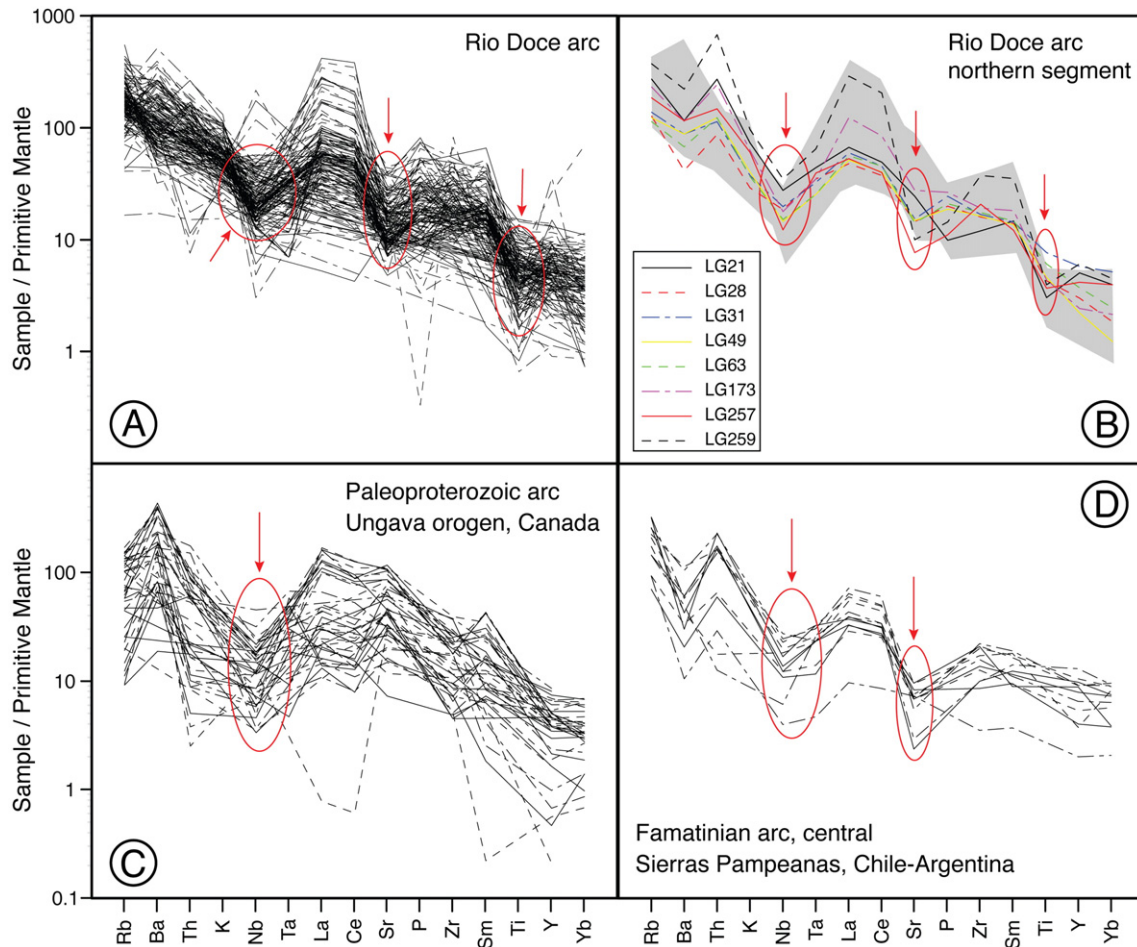 Sample / Primitive Mantle
1000
100
10
1
Rio Doce arc
A
Rio Doce arc
northern segment
LG21
LG28
LG31
LG49
LG63
LG173
LG257
LG259
B
Sample / Primitive Mantle
100
10
1
0.1
Paleoproterozoic arc
Ungava orogen, Canada
C
D
Famatinian arc, central
Sierras Pampeanas, Chile-Argentina
Rb Ba Th K Nb Ta La Ce Sr P Zr Sm Ti Y Yb
Rb Ba Th K Nb Ta La Ce Sr P Zr Sm Ti Y Yb